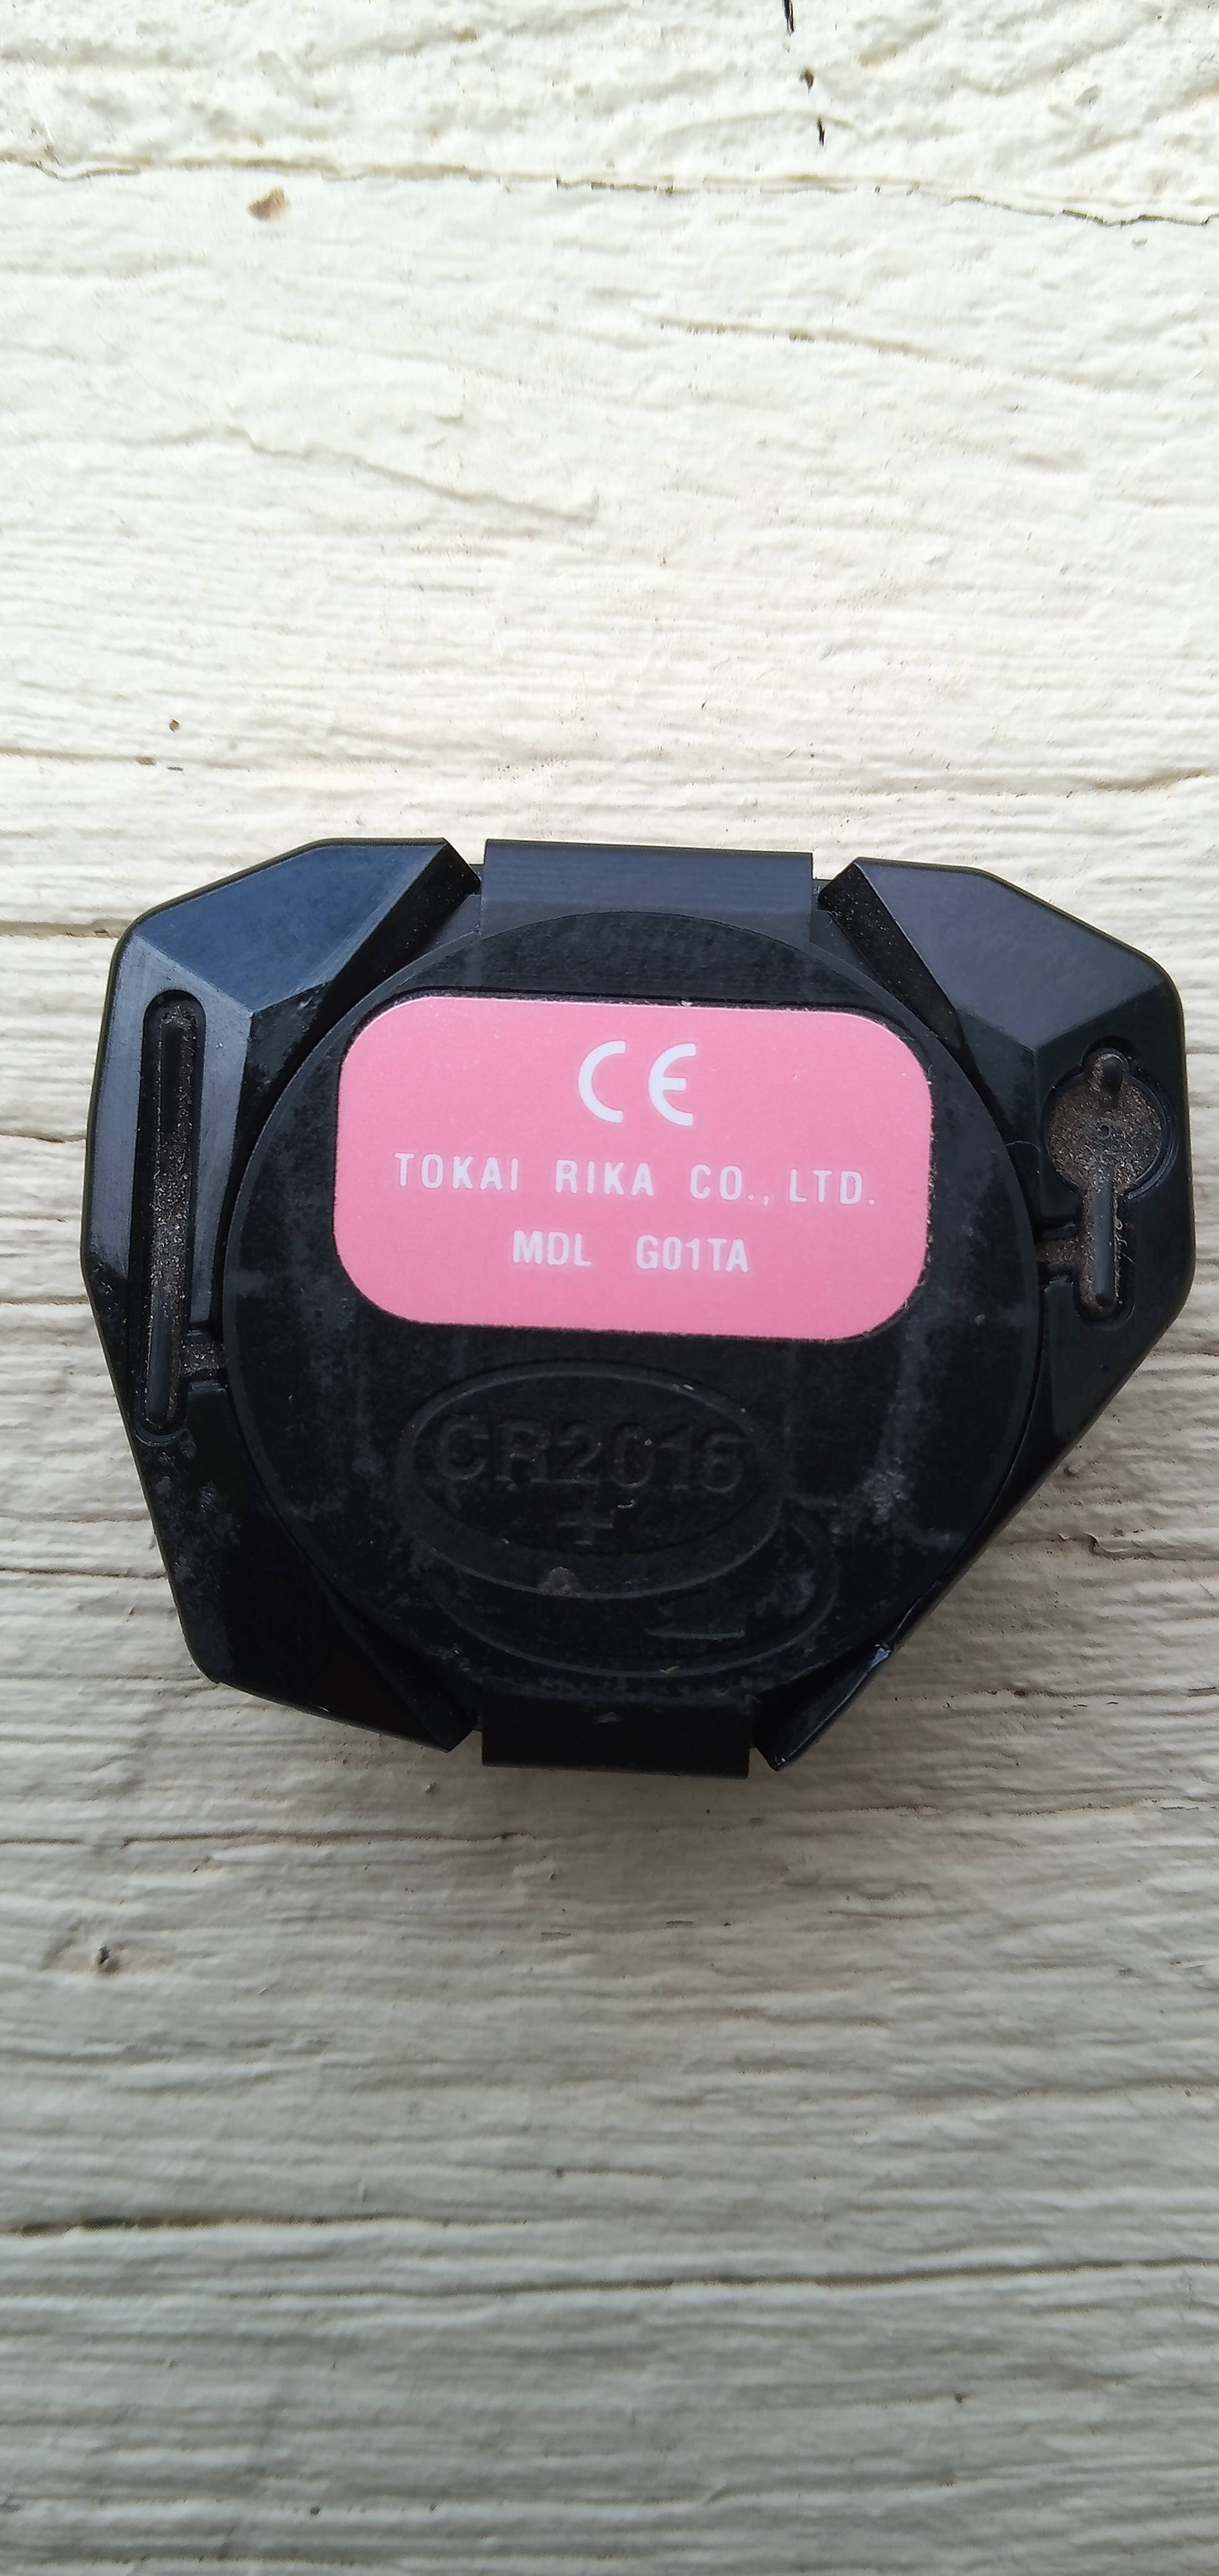 CE
TOKAI RIKA CO., LTD.
MDL G01TA
CR2016
+